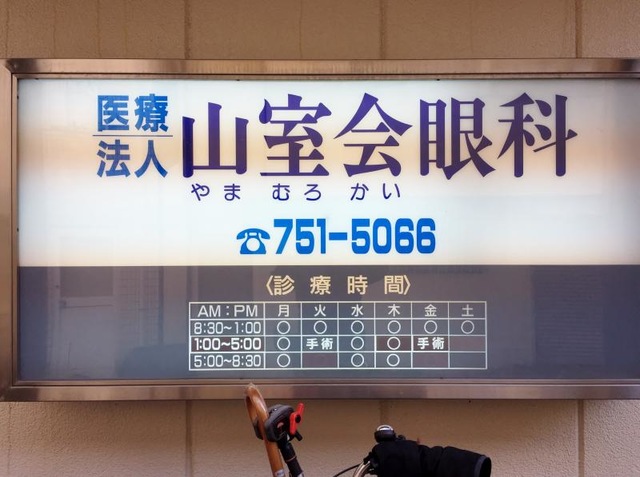 医療法人 山室会眼科
やまむろかい
☎751-5066
〈診療時間〉
AM:PM 月 火 水 木 金 土
8:30~1:00 ○ ○ ○ ○ ○ ○
1:00~5:00 ○ 手術 ○ ○ 手術
5:00~8:30 ○ ○ ○